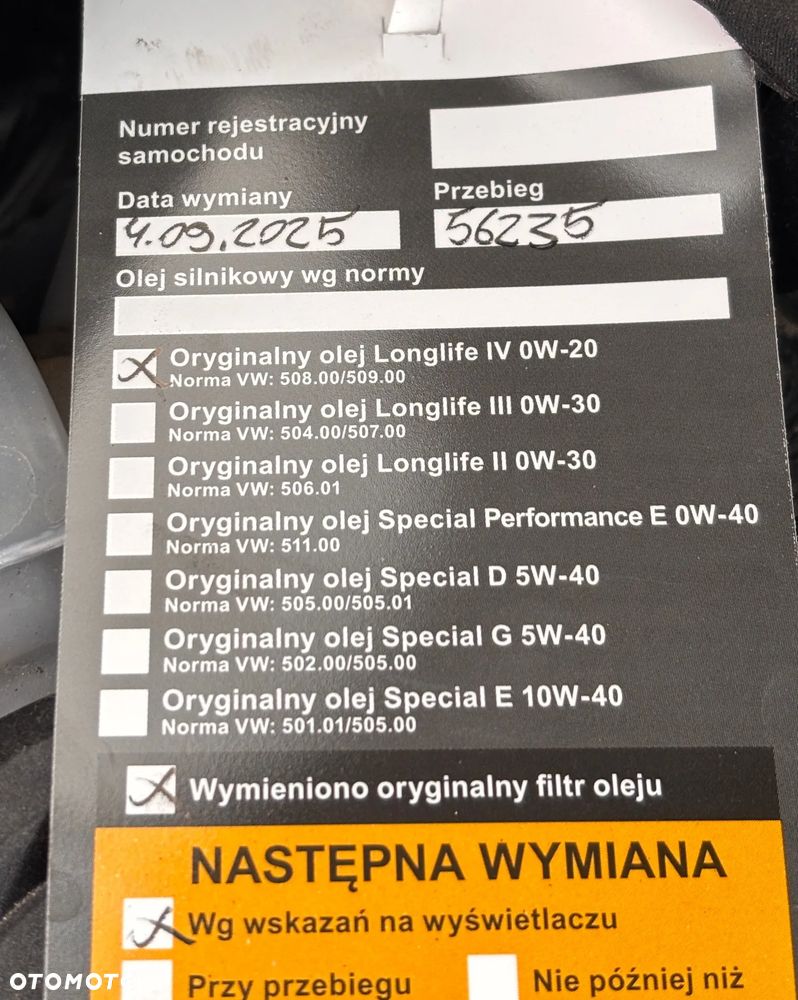 Numer rejestracyjny
samochodu
Data wymiany
Przebieg
4.09.2025
56235
Olej silnikowy wg normy
Oryginalny olej Longlife IV 0W-20
Norma VW: 508.00/509.00
Oryginalny olej Longlife III 0W-30
Norma VW: 504.00/507.00
Oryginalny olej Longlife II 0W-30
Norma VW: 506.01
Oryginalny olej Special Performance E 0W-40
Norma VW: 511.00
Oryginalny olej Special D 5W-40
Norma VW: 505.00/505.01
Oryginalny olej Special G 5W-40
Norma VW: 502.00/505.00
Oryginalny olej Special E 10W-40
Norma VW: 501.01/505.00
Wymieniono oryginalny filtr oleju
NASTĘPNA WYMIANA
Wg wskazań na wyświetlaczu
Przy przebiegu
Nie później niż
OTOMOTO